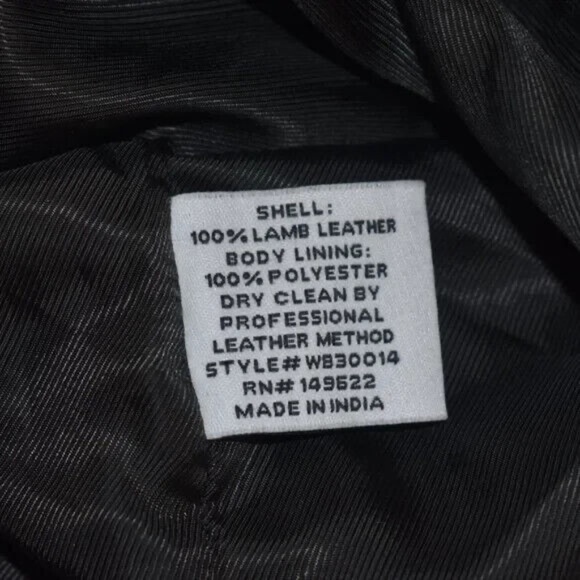 SHELL:
100% LAMB LEATHER
BODY LINING:
100% POLYESTER
DRY CLEAN BY
PROFESSIONAL
LEATHER METHOD
STYLE# WB30014
RN# 149622
MADE IN INDIA